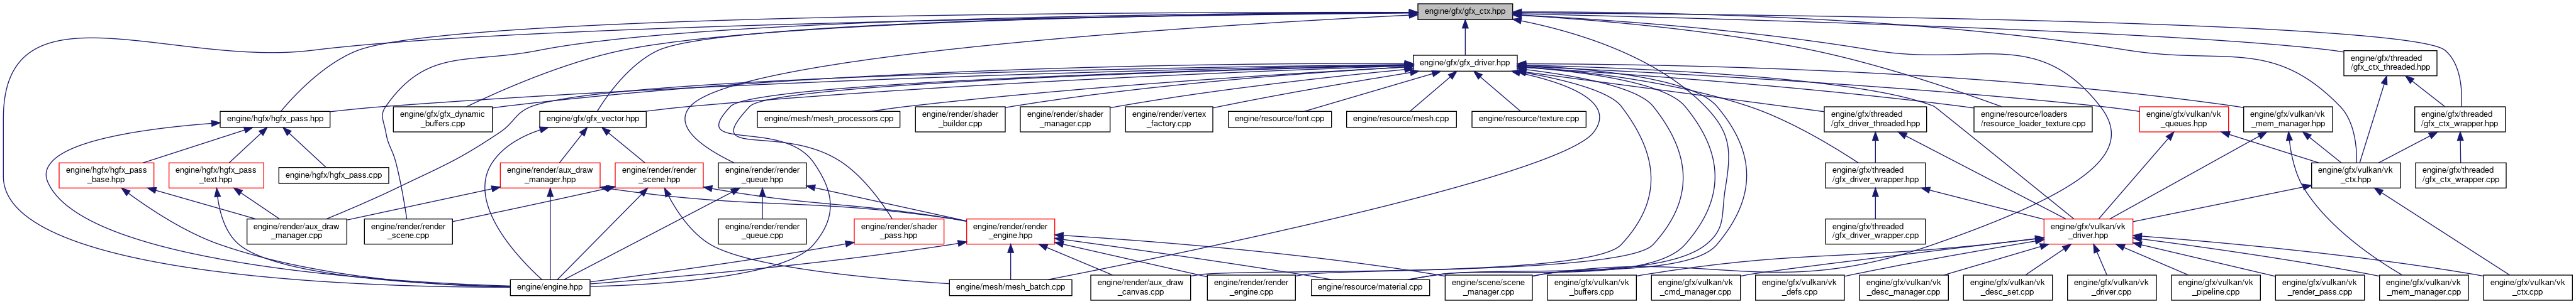 engine/gfx/gfx_ctx.hpp
engine/gfx/gfx_driver.hpp
engine/gfx/threaded
/gfx_ctx_threaded.hpp
engine/hgfx/hgfx_pass.hpp
engine/gfx/gfx_dynamic
_buffers.cpp
engine/gfx/gfx_vector.hpp
engine/mesh/mesh_processors.cpp
engine/render/shader
_builder.cpp
engine/render/shader
_manager.cpp
engine/render/vertex
_factory.cpp
engine/resource/font.cpp
engine/resource/mesh.cpp
engine/resource/texture.cpp
engine/gfx/threaded
/gfx_driver_threaded.hpp
engine/resource/loaders
/resource_loader_texture.cpp
engine/gfx/vulkan/vk
_queues.hpp
engine/gfx/vulkan/vk
_mem_manager.hpp
engine/gfx/threaded
/gfx_ctx_wrapper.hpp
engine/hgfx/hgfx_pass
_base.hpp
engine/hgfx/hgfx_pass
_text.hpp
engine/hgfx/hgfx_pass.cpp
engine/render/aux_draw
_manager.hpp
engine/render/render
_scene.hpp
engine/render/render
_queue.hpp
engine/gfx/threaded
/gfx_driver_wrapper.hpp
engine/gfx/vulkan/vk
_ctx.hpp
engine/gfx/threaded
/gfx_ctx_wrapper.cpp
engine/render/aux_draw
_manager.cpp
engine/render/render
_scene.cpp
engine/render/render
_queue.cpp
engine/render/shader
_pass.hpp
engine/render/render
_engine.hpp
engine/gfx/threaded
/gfx_driver_wrapper.cpp
engine/gfx/vulkan/vk
_driver.hpp
engine/engine.hpp
engine/mesh/mesh_batch.cpp
engine/render/aux_draw
_canvas.cpp
engine/render/render
_engine.cpp
engine/resource/material.cpp
engine/scene/scene
_manager.cpp
engine/gfx/vulkan/vk
_buffers.cpp
engine/gfx/vulkan/vk
_cmd_manager.cpp
engine/gfx/vulkan/vk
_defs.cpp
engine/gfx/vulkan/vk
_desc_manager.cpp
engine/gfx/vulkan/vk
_desc_set.cpp
engine/gfx/vulkan/vk
_driver.cpp
engine/gfx/vulkan/vk
_pipeline.cpp
engine/gfx/vulkan/vk
_render_pass.cpp
engine/gfx/vulkan/vk
_mem_manager.cpp
engine/gfx/vulkan/vk
_ctx.cpp